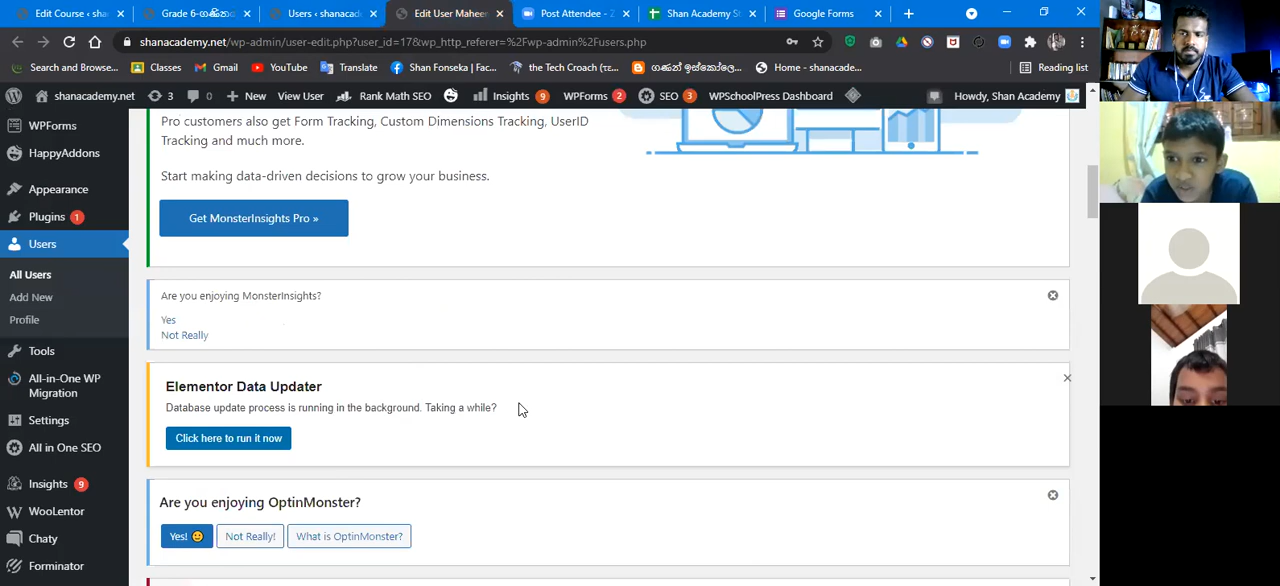 Edit Course ‹ sha
Grade 6-ගණිත
Users ‹ shanacade
Edit User Maheer
Post Attendee - Z
Shan Academy St
Google Forms
shanacademy.net/wp-admin/user-edit.php?user_id=17&wp_http_referer=%2Fwp-admin%2Fusers.php
Search and Browse...
Classes
Gmail
YouTube
Translate
Shan Fonseka | Fac...
the Tech Coach (සැ...
ගණන් ඉස්කෝලෙ...
Home - shanacade...
Reading list
shanacademy.net
3
0
New
View User
Rank Math SEO
Insights 9
WPForms 2
SEO 3
WPSchoolPress Dashboard
Howdy, Shan Academy
WPForms
HappyAddons
Appearance
Plugins 1
Users
All Users
Add New
Profile
Tools
All-in-One WP
Migration
Settings
All in One SEO
Insights 9
WooLentor
Chaty
Forminator
Pro customers also get Form Tracking, Custom Dimensions Tracking, UserID
Tracking and much more.
Start making data-driven decisions to grow your business.
Get MonsterInsights Pro »
Are you enjoying MonsterInsights?
Yes
Not Really
Elementor Data Updater
Database update process is running in the background. Taking a while?
Click here to run it now
Are you enjoying OptinMonster?
Yes! 🙂
Not Really!
What is OptinMonster?